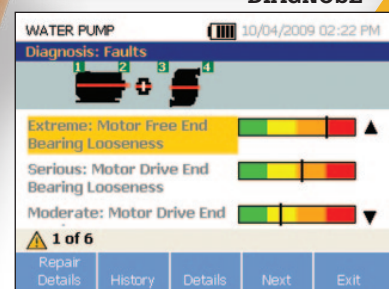 WATER PUMP 10/04/2009 02:22 PM
Diagnosis: Faults
1 2 3 4
Extreme: Motor Free End
Bearing Looseness
Serious: Motor Drive End
Bearing Looseness
Moderate: Motor Drive End
1 of 6
Repair
Details History Details Next Exit